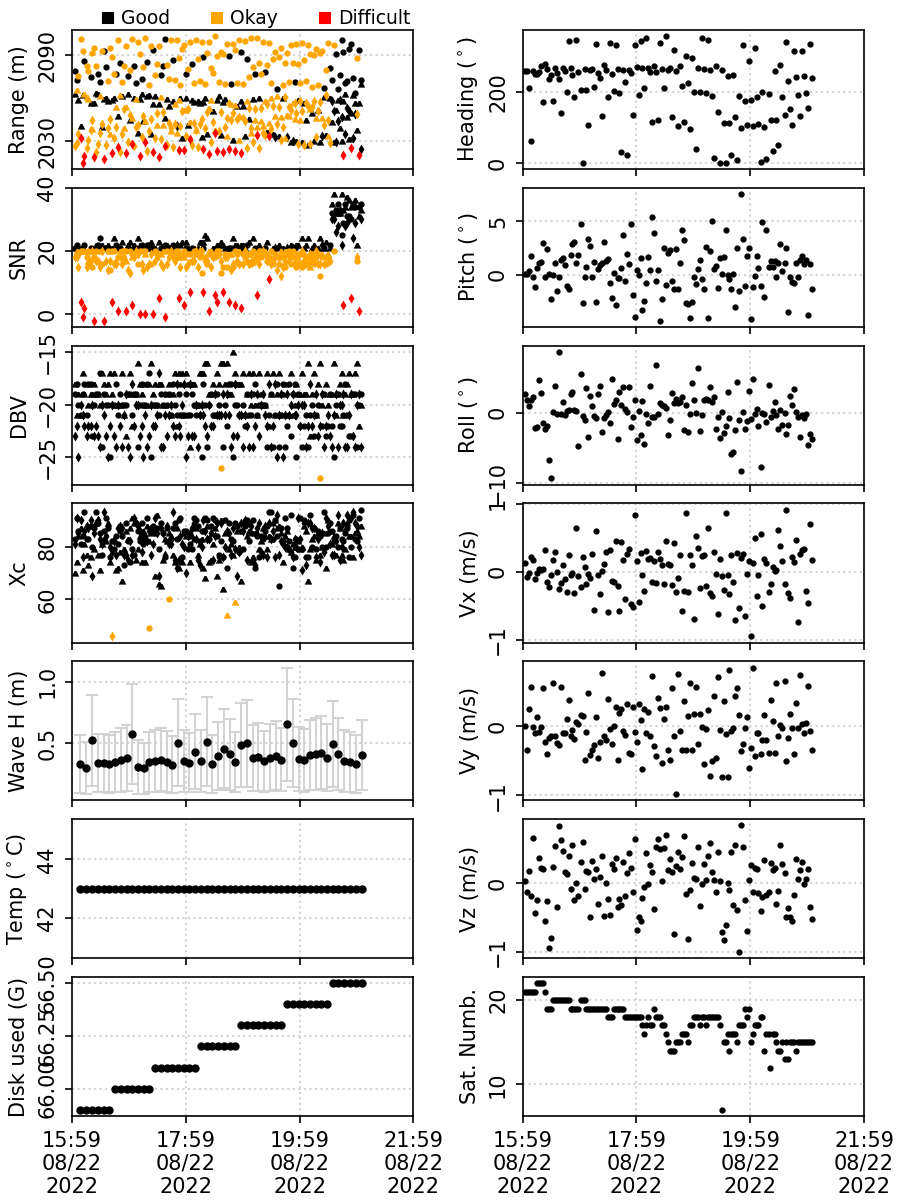 Good Okay Difficult
Range (m)
2090
2030
Heading (°)
200
0
SNR
40
20
0
Pitch (°)
5
0
DBV
−15
−20
−25
Roll (°)
0
−10
Xc
80
60
Vx (m/s)
1
0
−1
Wave H (m)
1.0
0.5
Vy (m/s)
0
−1
Temp (°C)
44
42
Vz (m/s)
0
−1
Disk used (G)
66.50
66.25
66.00
Sat. Numb.
20
10
15:59 17:59 19:59 21:59
08/22 08/22 08/22 08/22
2022 2022 2022 2022
15:59 17:59 19:59 21:59
08/22 08/22 08/22 08/22
2022 2022 2022 2022